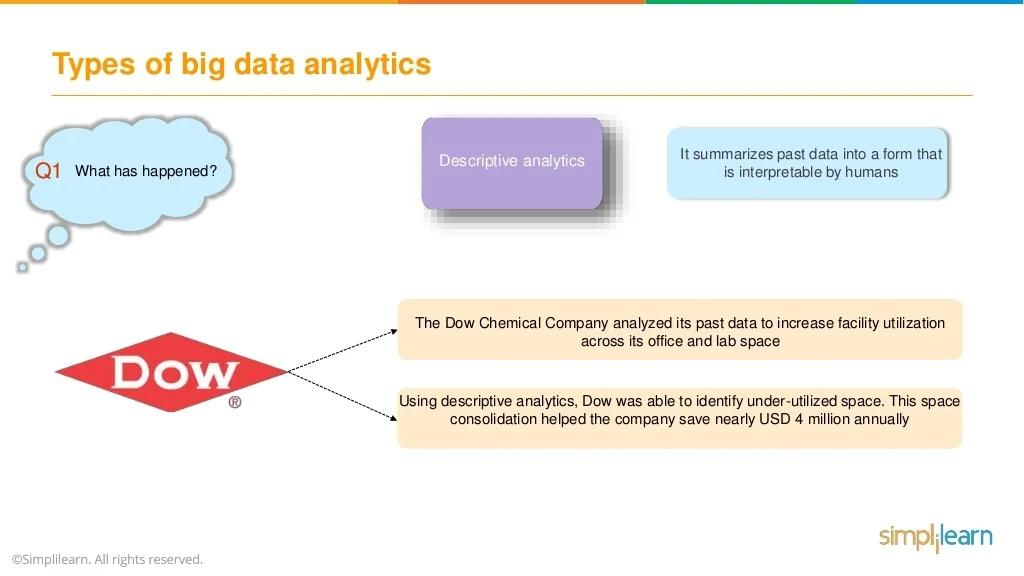 Types of big data analytics
Q1 What has happened?
Descriptive analytics
It summarizes past data into a form that
is interpretable by humans
The Dow Chemical Company analyzed its past data to increase facility utilization
across its office and lab space
DOW
®
Using descriptive analytics, Dow was able to identify under-utilized space. This space
consolidation helped the company save nearly USD 4 million annually
simplilearn
©Simplilearn. All rights reserved.